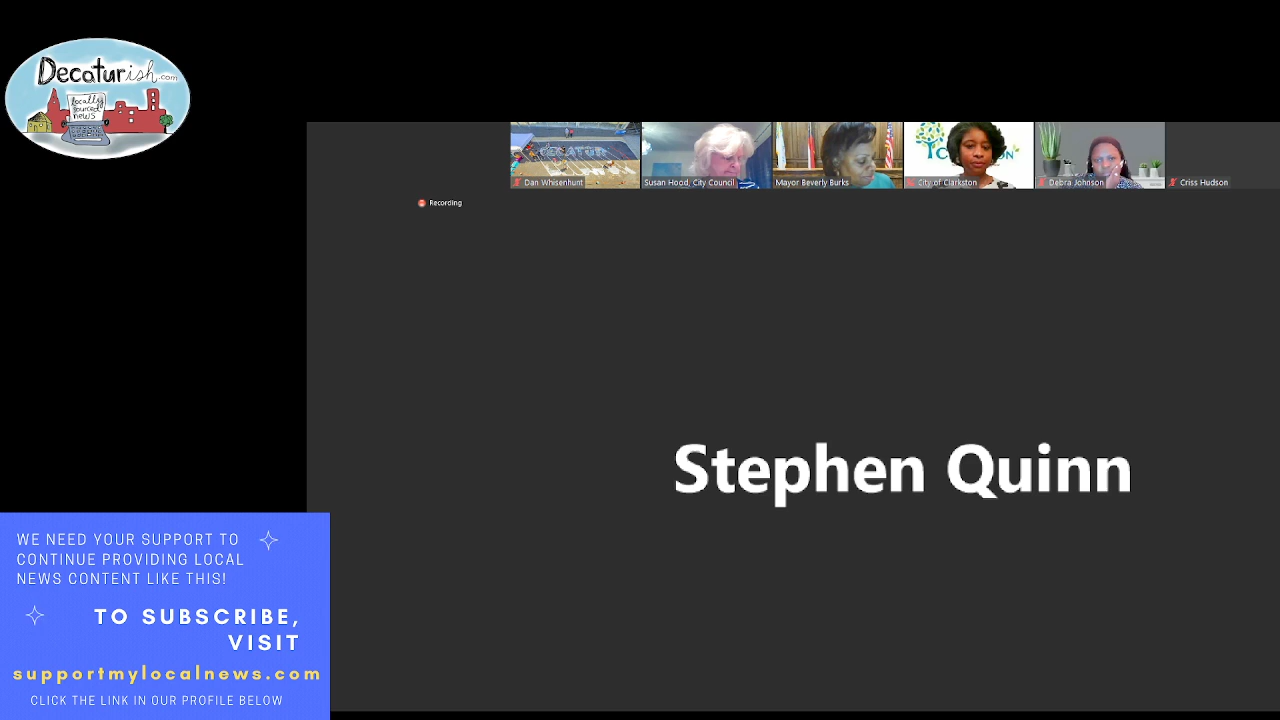 Decaturish.com
locally
sourced
news
DECATUR
Dan Whisenhunt
Susan Hood, City Council
Mayor Beverly Burks
City of Clarkston
Debra Johnson
Criss Hudson
Recording
Stephen Quinn
WE NEED YOUR SUPPORT TO
CONTINUE PROVIDING LOCAL
NEWS CONTENT LIKE THIS!
TO SUBSCRIBE,
VISIT
supportmylocalnews.com
CLICK THE LINK IN OUR PROFILE BELOW